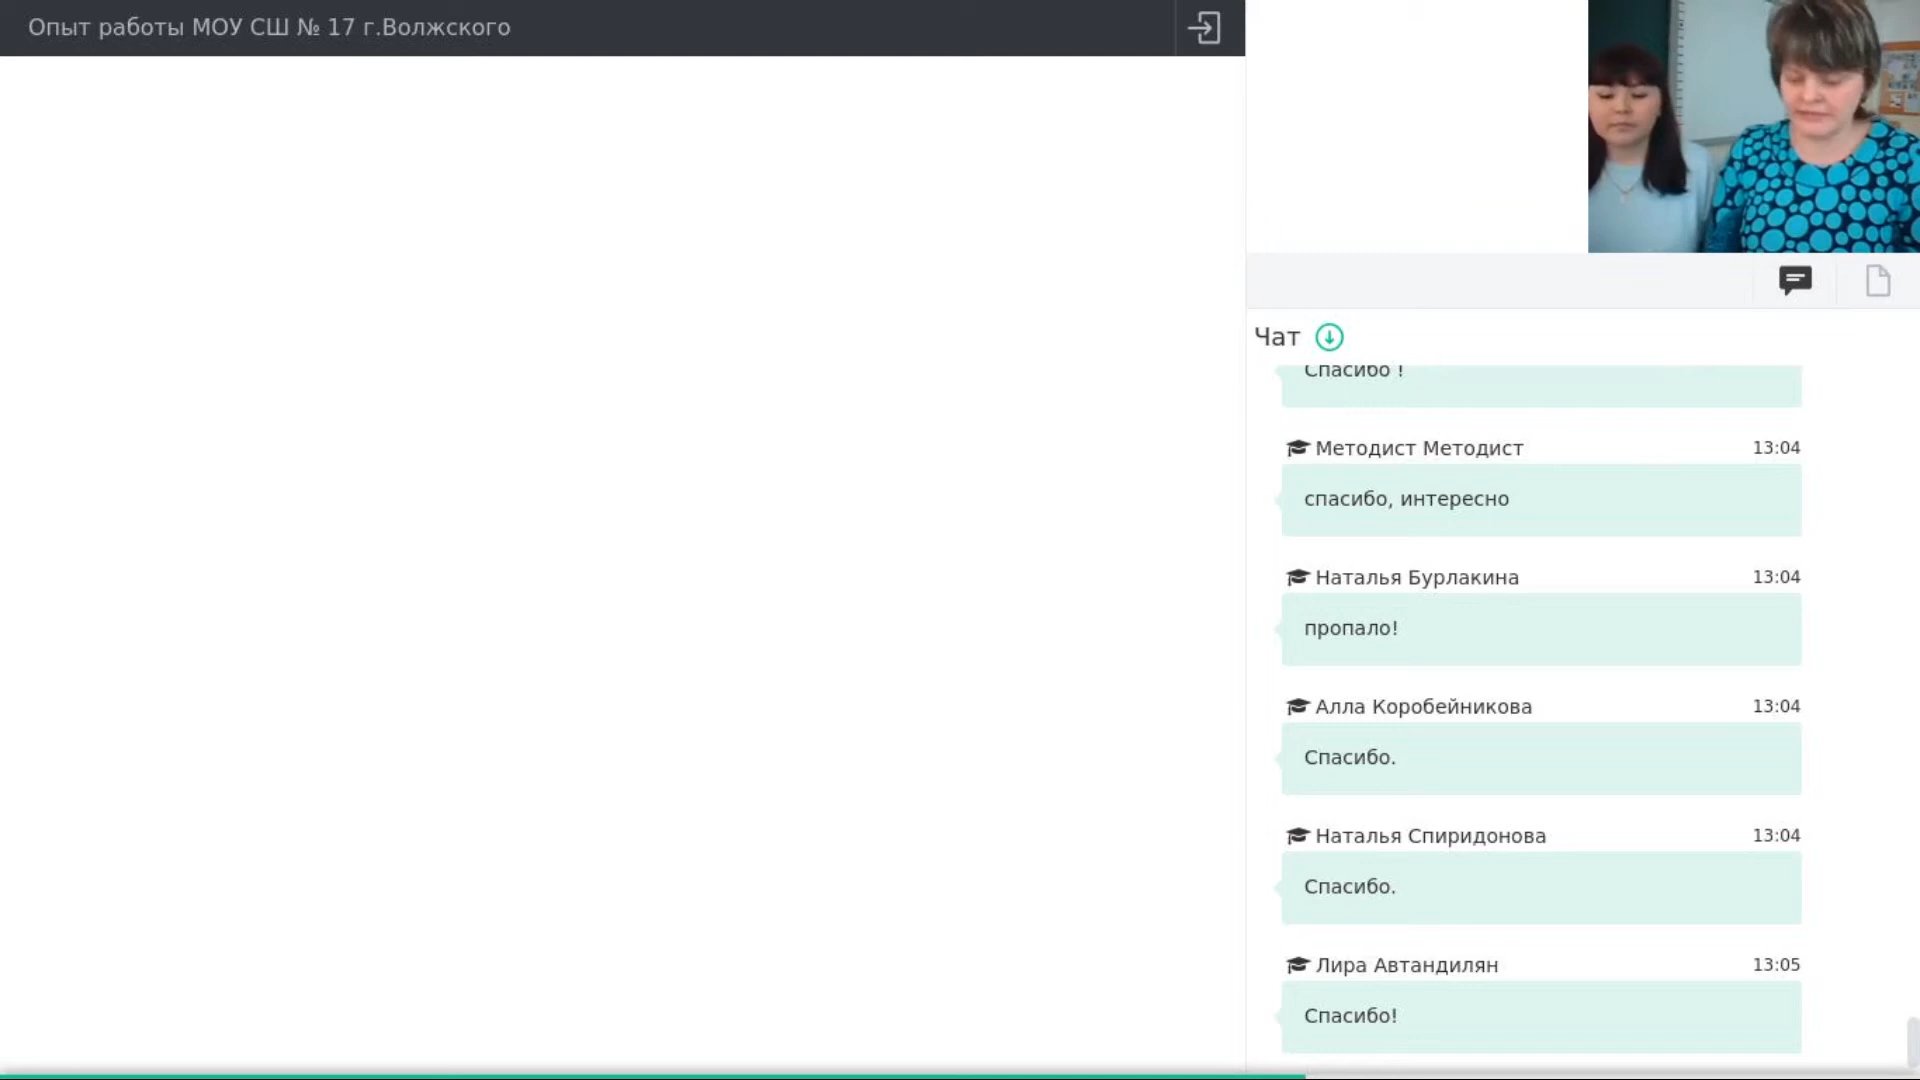 Опыт работы МОУ СШ № 17 г.Волжского
Чат
Спасибо !
Методист Методист 13:04
спасибо, интересно
Наталья Бурлакина 13:04
пропало!
Алла Коробейникова 13:04
Спасибо.
Наталья Спиридонова 13:04
Спасибо.
Лира Автандилян 13:05
Спасибо!